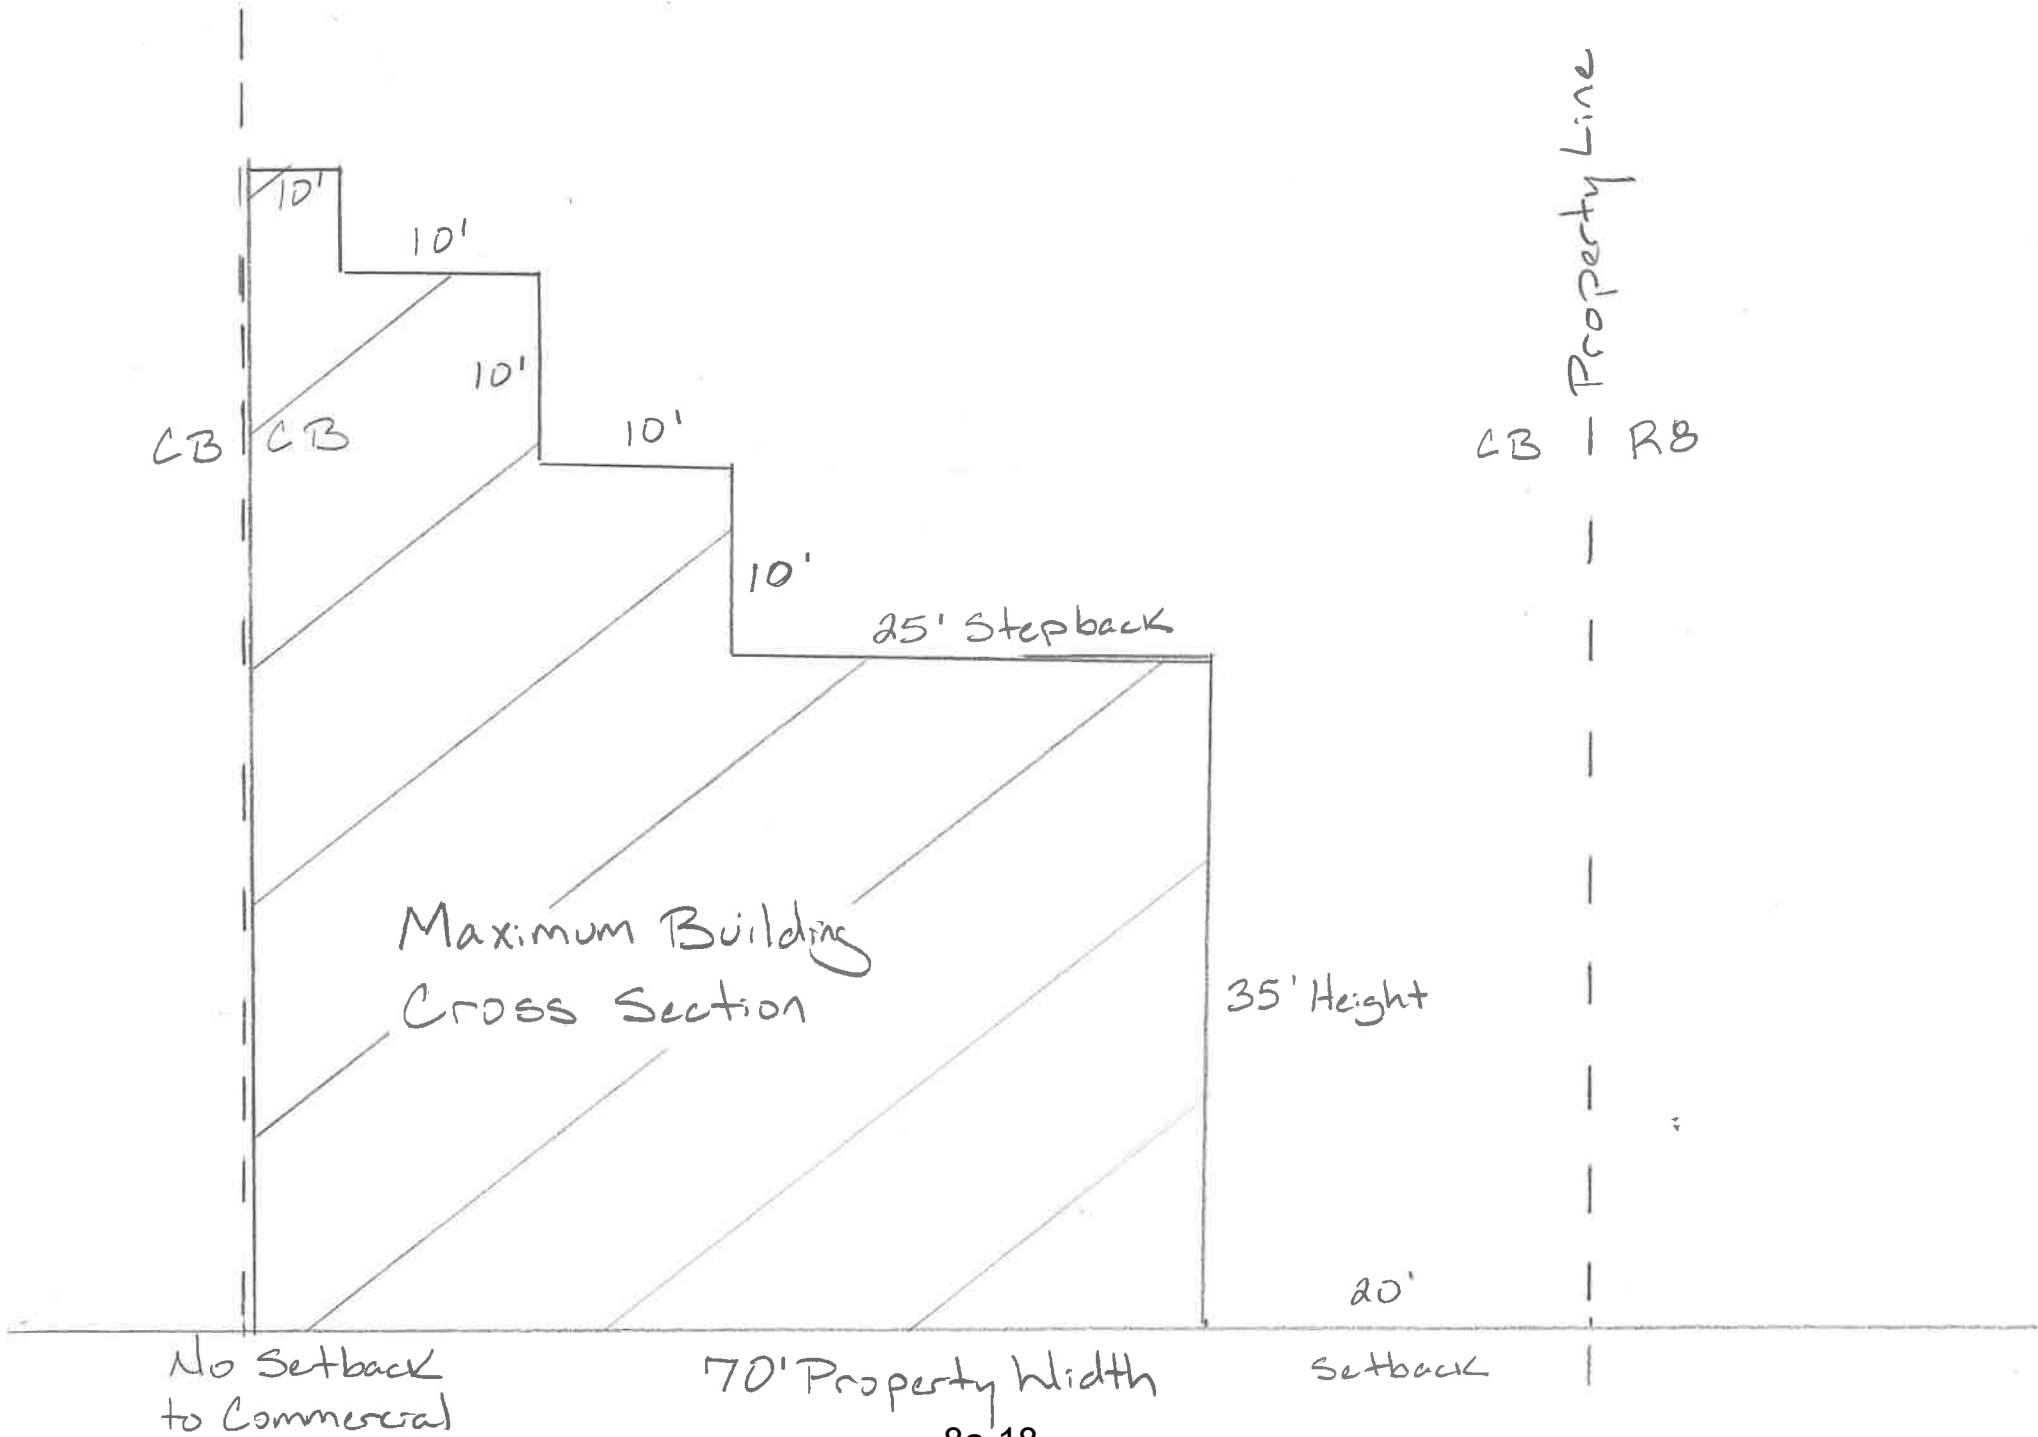 Property Line
10'
10'
10'
10'
CB CB
CB R8
10'
25' Stepback
Maximum Building
Cross Section
35' Height
20'
No Setback
to Commercial
70' Property Width
Setback